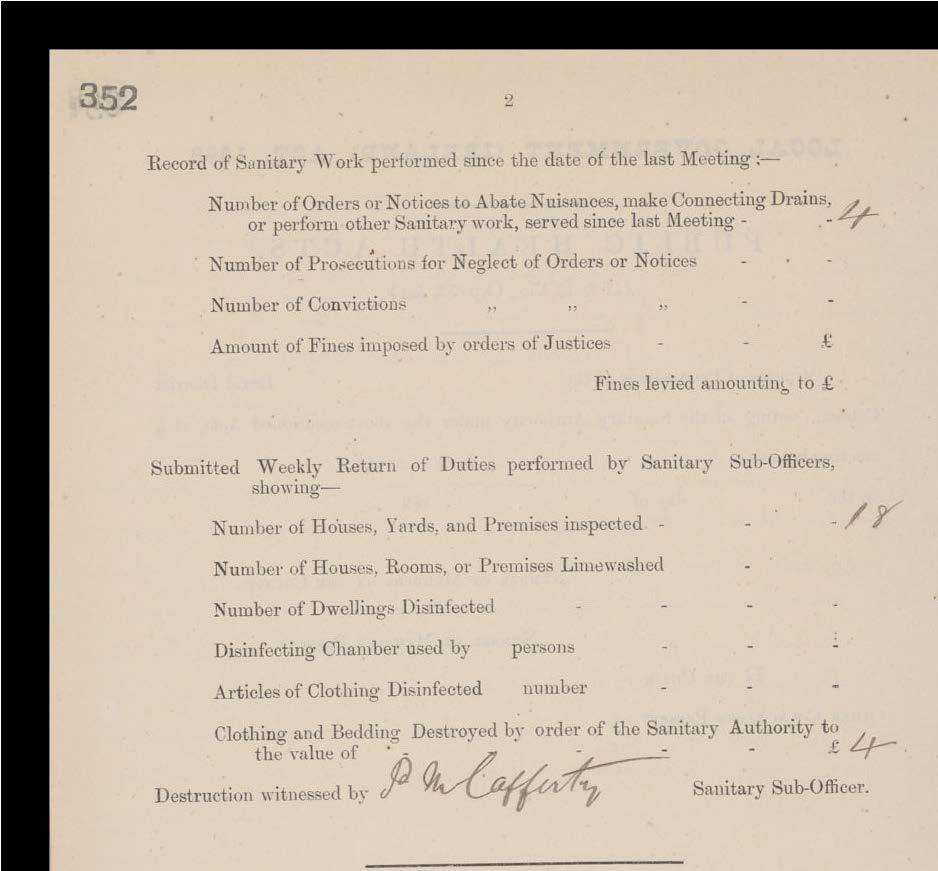 352
2
Record of Sanitary Work performed since the date of the last Meeting :—
Number of Orders or Notices to Abate Nuisances, make Connecting Drains,
or perform other Sanitary work, served since last Meeting - - 4
Number of Prosecutions for Neglect of Orders or Notices - - -
Number of Convictions ,, ,, ,, - -
Amount of Fines imposed by orders of Justices - - £
Fines levied amounting to £
Submitted Weekly Return of Duties performed by Sanitary Sub-Officers,
showing—
Number of Houses, Yards, and Premises inspected - - - 18
Number of Houses, Rooms, or Premises Limewashed -
Number of Dwellings Disinfected - - - -
Disinfecting Chamber used by persons - - -
Articles of Clothing Disinfected number - - -
Clothing and Bedding Destroyed by order of the Sanitary Authority to
the value of - - - - £ 4
Destruction witnessed by P McCafferty Sanitary Sub-Officer.